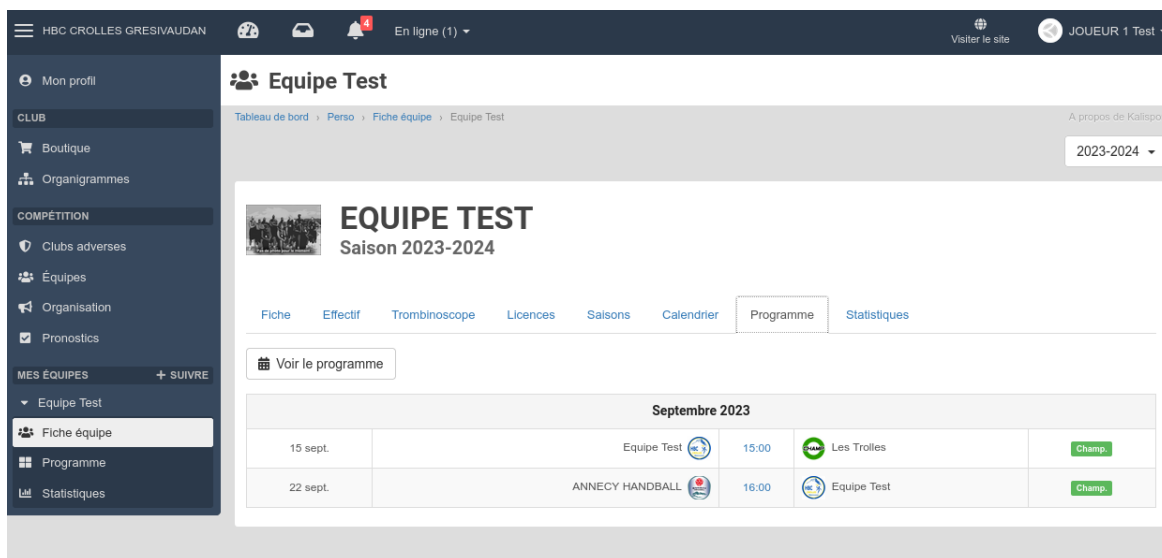 HBC CROLLES GRESIVAUDAN
4
En ligne (1)
Visiter le site
JOUEUR 1 Test
Mon profil
CLUB
Boutique
Organigrammes
COMPÉTITION
Clubs adverses
Équipes
Organisation
Pronostics
MES ÉQUIPES + SUIVRE
Equipe Test
Fiche équipe
Programme
Statistiques
Equipe Test
Tableau de bord › Perso › Fiche équipe › Equipe Test
A propos de Kalispo
2023-2024
EQUIPE TEST
Saison 2023-2024
Fiche Effectif Trombinoscope Licences Saisons Calendrier Programme Statistiques
Voir le programme
Septembre 2023
15 sept. Equipe Test 15:00 Les Trolles Champ.
22 sept. ANNECY HANDBALL 16:00 Equipe Test Champ.